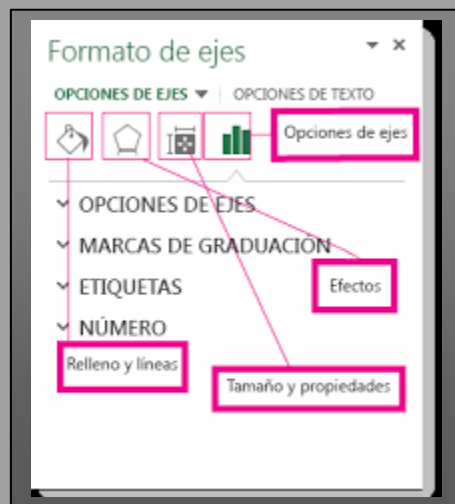 Formato de ejes
OPCIONES DE EJES OPCIONES DE TEXTO
Opciones de ejes
OPCIONES DE EJES
MARCAS DE GRADUACIÓN
ETIQUETAS
Efectos
NÚMERO
Relleno y líneas
Tamaño y propiedades